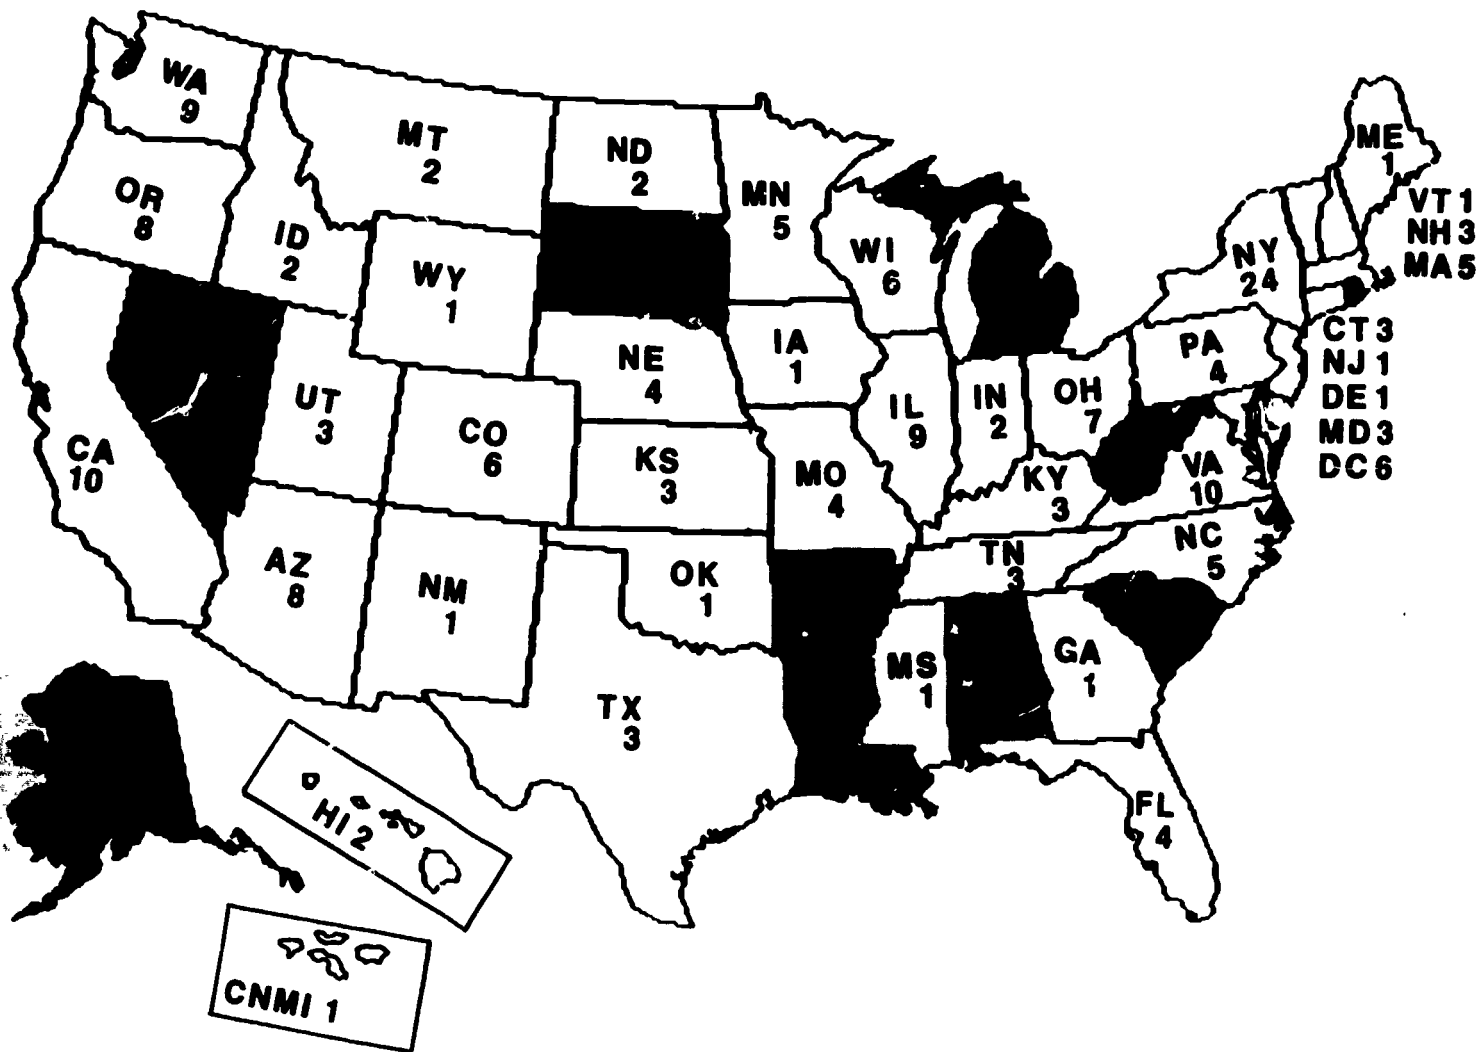 WA
9
MT
2
ND
2
MN
5
OR
8
ID
2
WY
1
WI
6
ME
1
VT 1
NH 3
MA 5
NY
24
CT 3
NJ 1
DE 1
MD 3
DC 6
PA
4
NE
4
IA
1
IL
9
IN
2
OH
7
UT
3
CO
6
KS
3
MO
4
KY
3
VA
10
CA
10
AZ
8
NM
1
OK
1
TN
3
NC
5
TX
3
MS
1
GA
1
FL
4
HI 2
CNMI 1